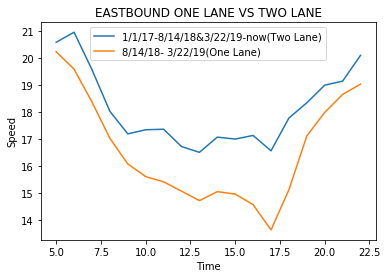 EASTBOUND ONE LANE VS TWO LANE
1/1/17-8/14/18&3/22/19-now(Two Lane)
8/14/18- 3/22/19(One Lane)
21
20
19
18
17
16
15
14
Speed
5.0 7.5 10.0 12.5 15.0 17.5 20.0 22.5
Time